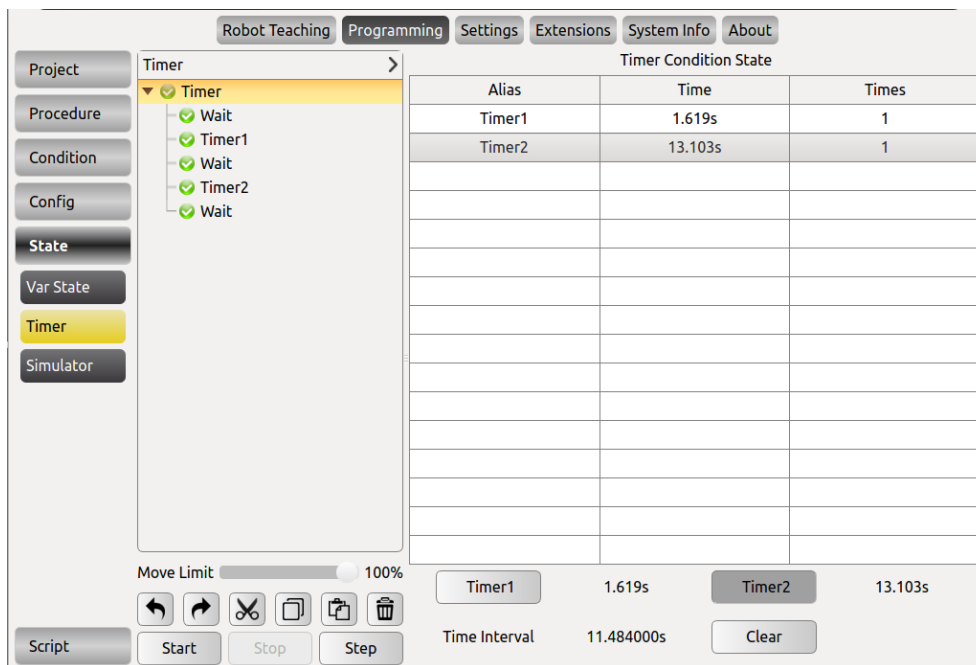 Robot Teaching Programming Settings Extensions System Info About
Project
Procedure
Condition
Config
State
Var State
Timer
Simulator
Script
Timer
Timer
Wait
Timer1
Wait
Timer2
Wait
Move Limit 100%
Start Stop Step
Timer Condition State
Alias Time Times
Timer1 1.619s 1
Timer2 13.103s 1
Timer1 1.619s Timer2 13.103s
Time Interval 11.484000s Clear